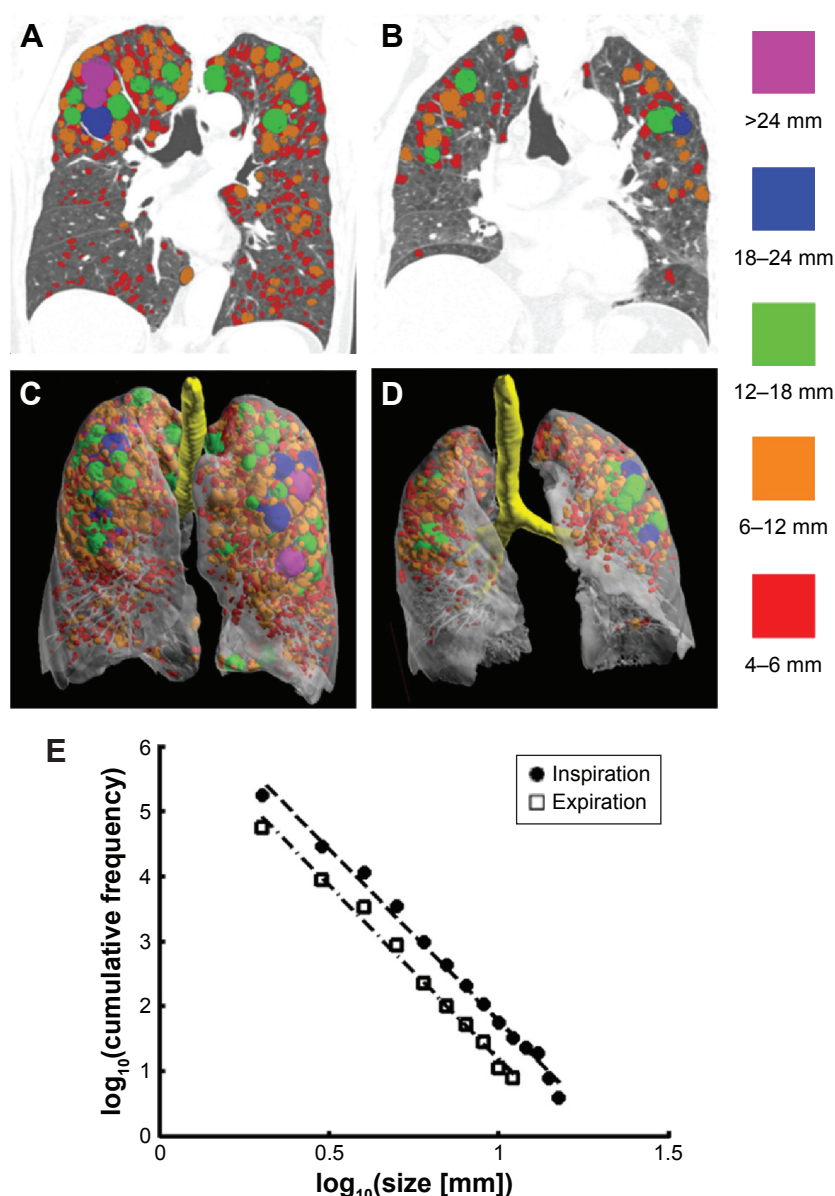 A
B
>24 mm
18–24 mm
12–18 mm
6–12 mm
4–6 mm
C
D
E
log10(cumulative frequency)
6
5
4
3
2
1
0
Inspiration
Expiration
0
0.5
1
1.5
log10(size [mm])